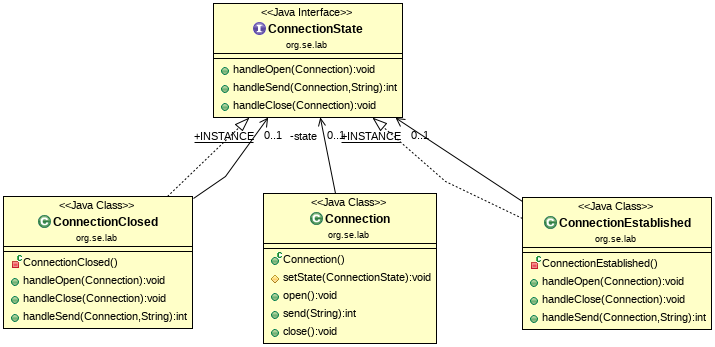 <<Java Interface>>
ConnectionState
org.se.lab
handleOpen(Connection):void
handleSend(Connection,String):int
handleClose(Connection):void
+INSTANCE 0..1 -state 0..1 +INSTANCE 0..1
<<Java Class>>
ConnectionClosed
org.se.lab
ConnectionClosed()
handleOpen(Connection):void
handleClose(Connection):void
handleSend(Connection,String):int
<<Java Class>>
Connection
org.se.lab
Connection()
setState(ConnectionState):void
open():void
send(String):int
close():void
<<Java Class>>
ConnectionEstablished
org.se.lab
ConnectionEstablished()
handleOpen(Connection):void
handleClose(Connection):void
handleSend(Connection,String):int